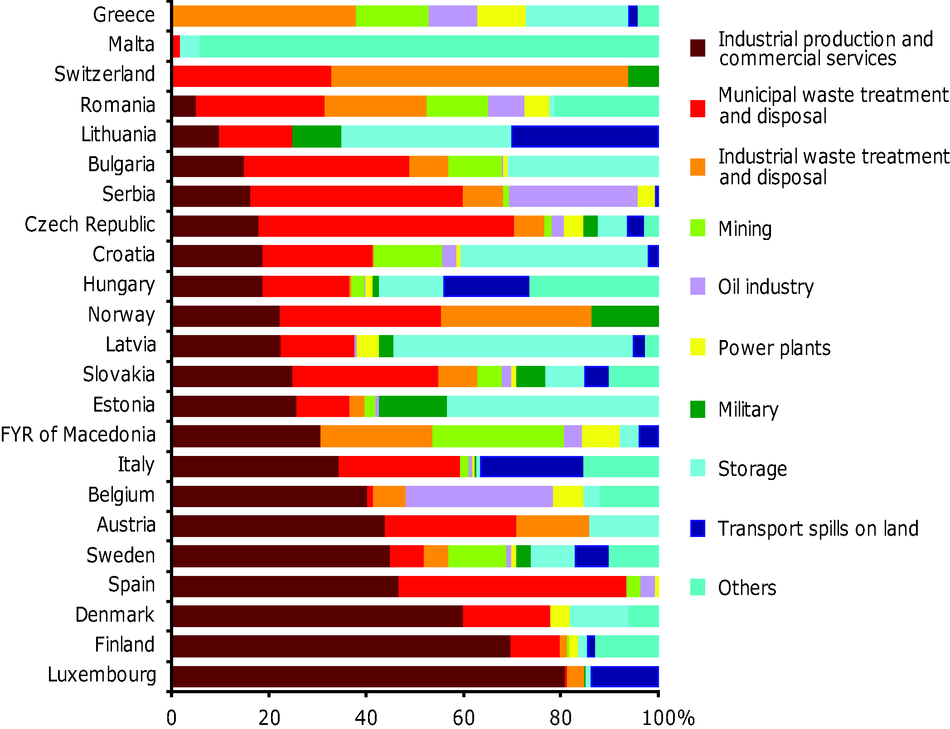 Greece
Malta
Switzerland
Romania
Lithuania
Bulgaria
Serbia
Czech Republic
Croatia
Hungary
Norway
Latvia
Slovakia
Estonia
FYR of Macedonia
Italy
Belgium
Austria
Sweden
Spain
Denmark
Finland
Luxembourg
0 20 40 60 80 100%
Industrial production and
commercial services
Municipal waste treatment
and disposal
Industrial waste treatment
and disposal
Mining
Oil industry
Power plants
Military
Storage
Transport spills on land
Others